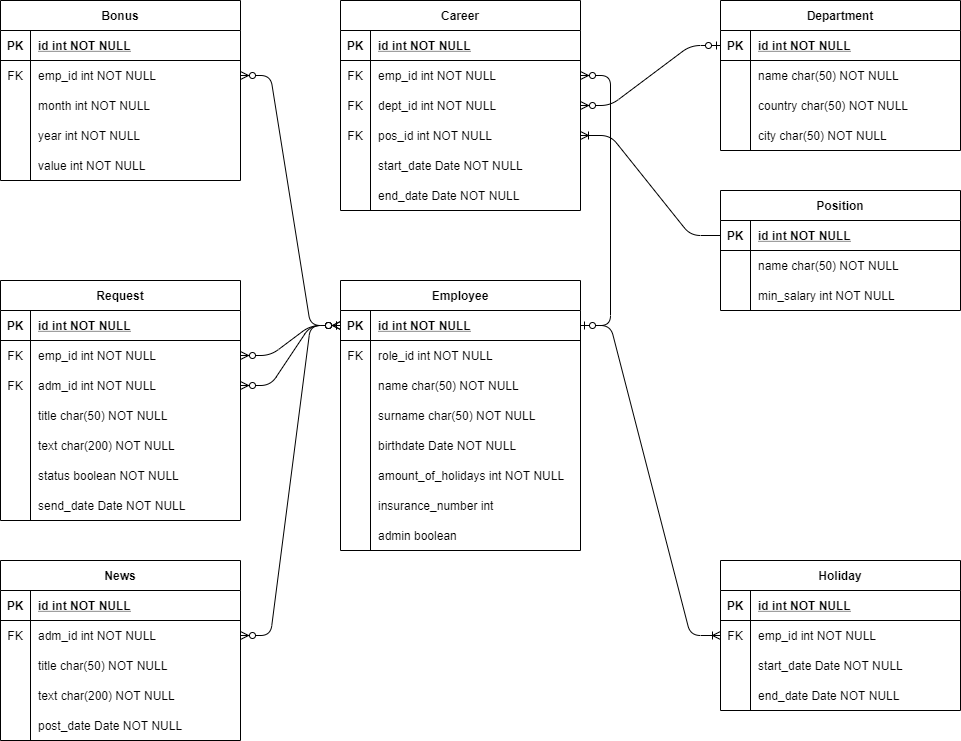 Bonus
PK id int NOT NULL
FK emp_id int NOT NULL
month int NOT NULL
year int NOT NULL
value int NOT NULL
Career
PK id int NOT NULL
FK emp_id int NOT NULL
FK dept_id int NOT NULL
FK pos_id int NOT NULL
start_date Date NOT NULL
end_date Date NOT NULL
Department
PK id int NOT NULL
name char(50) NOT NULL
country char(50) NOT NULL
city char(50) NOT NULL
Position
PK id int NOT NULL
name char(50) NOT NULL
min_salary int NOT NULL
Request
PK id int NOT NULL
FK emp_id int NOT NULL
FK adm_id int NOT NULL
title char(50) NOT NULL
text char(200) NOT NULL
status boolean NOT NULL
send_date Date NOT NULL
Employee
PK id int NOT NULL
FK role_id int NOT NULL
name char(50) NOT NULL
surname char(50) NOT NULL
birthdate Date NOT NULL
amount_of_holidays int NOT NULL
insurance_number int
admin boolean
News
PK id int NOT NULL
FK adm_id int NOT NULL
title char(50) NOT NULL
text char(200) NOT NULL
post_date Date NOT NULL
Holiday
PK id int NOT NULL
FK emp_id int NOT NULL
start_date Date NOT NULL
end_date Date NOT NULL